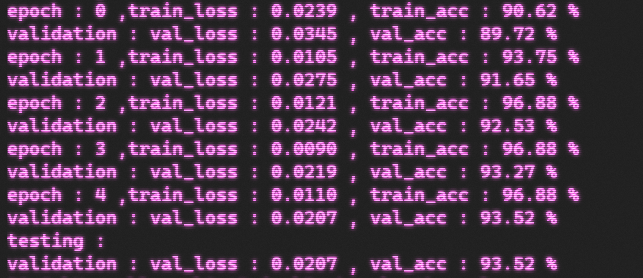 epoch : 0 ,train_loss : 0.0239 , train_acc : 90.62 %
validation : val_loss : 0.0345 , val_acc : 89.72 %
epoch : 1 ,train_loss : 0.0105 , train_acc : 93.75 %
validation : val_loss : 0.0275 , val_acc : 91.65 %
epoch : 2 ,train_loss : 0.0121 , train_acc : 96.88 %
validation : val_loss : 0.0242 , val_acc : 92.53 %
epoch : 3 ,train_loss : 0.0090 , train_acc : 96.88 %
validation : val_loss : 0.0219 , val_acc : 93.27 %
epoch : 4 ,train_loss : 0.0110 , train_acc : 96.88 %
validation : val_loss : 0.0207 , val_acc : 93.52 %
testing :
validation : val_loss : 0.0207 , val_acc : 93.52 %